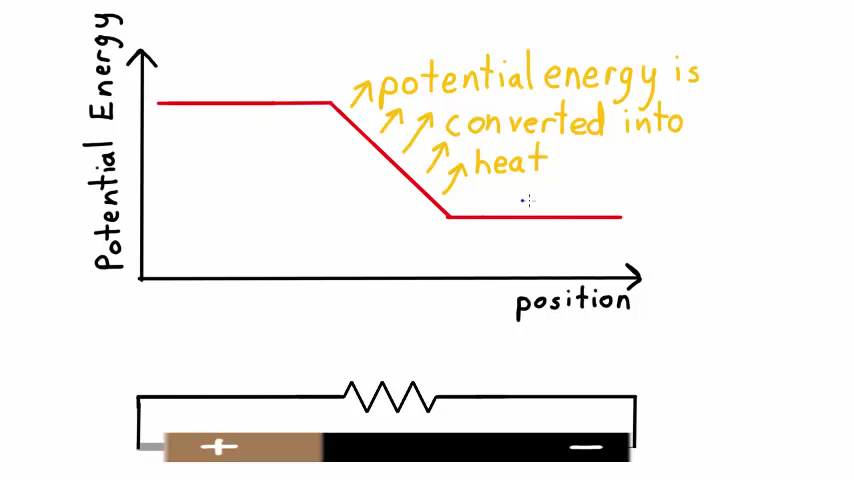 Potential Energy
potential energy is
converted into
heat
position
+ −